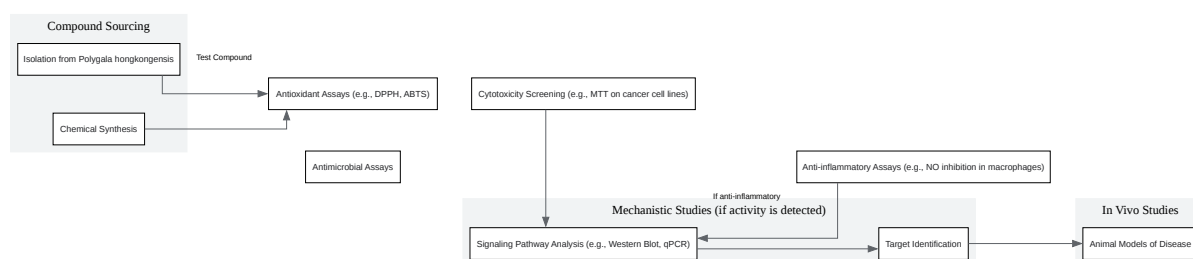 Compound Sourcing
Isolation from Polygala hongkongensis
Test Compound
Antioxidant Assays (e.g., DPPH, ABTS)
Cytotoxicity Screening (e.g., MTT on cancer cell lines)
Chemical Synthesis
Antimicrobial Assays
Anti-inflammatory Assays (e.g., NO inhibition in macrophages)
If anti-inflammatory
Mechanistic Studies (if activity is detected)
In Vivo Studies
Signaling Pathway Analysis (e.g., Western Blot, qPCR)
Target Identification
Animal Models of Disease